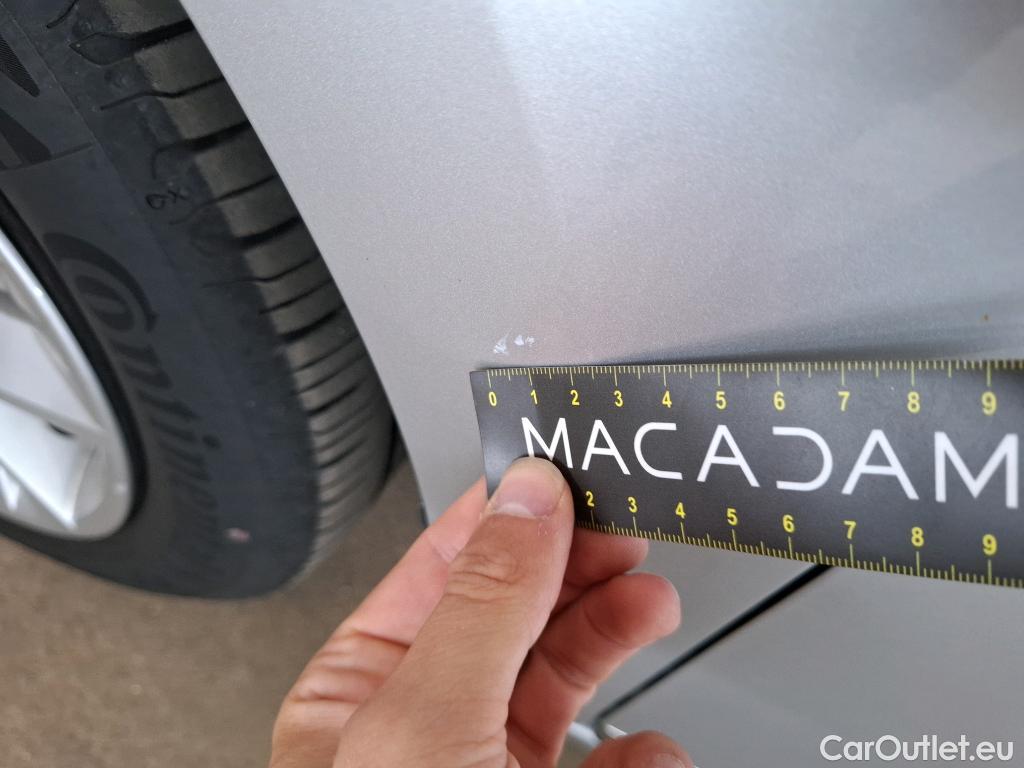 Continental
0 1 2 3 4 5 6 7 8 9
MACADAM
2 3 4 5 6 7 8 9
CarOutlet.eu